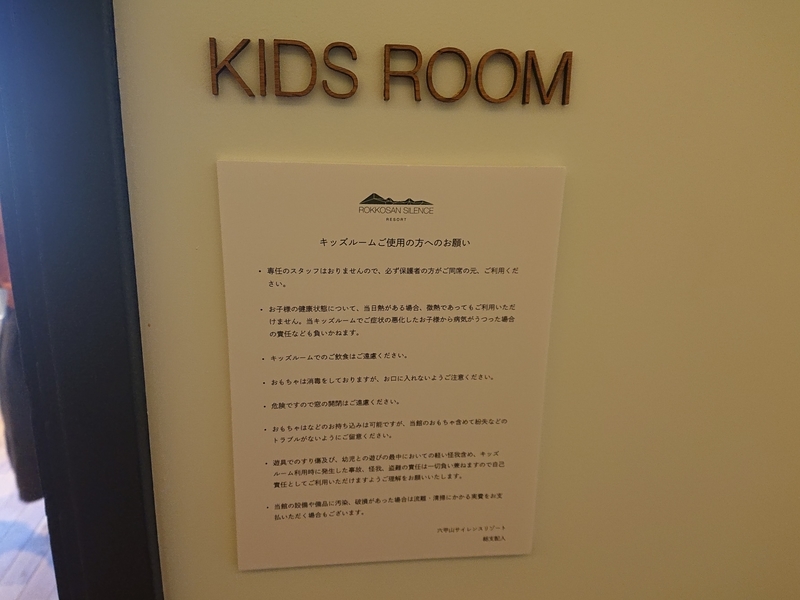 KIDS ROOM
ROKKOSAN SILENCE
RESORT
キッズルームご使用の方へのお願い
・専任のスタッフはおりませんので、必ず保護者の方がご同席の元、ご利用くだ
さい。
・お子様の健康状態について、当日熱がある場合、微熱であってもご利用いただ
けません。当キッズルームでご症状の悪化したお子様から病気がうつった場合
の責任なども負いかねます。
・キッズルームでのご飲食はご遠慮ください。
・おもちゃは消毒をしておりますが、お口に入れないようご注意ください。
・危険ですので窓の開閉はご遠慮ください。
・おもちゃはなどのお持ち込みは可能ですが、当館のおもちゃ含めて紛失などの
トラブルがないようにご留意ください。
・遊具でのすり傷及び、幼児との遊びの最中においての軽い怪我含め、キッズ
ルーム利用時に発生した事故、怪我、盗難の責任は一切負い兼ねますので自己
責任としてご利用いただけますようご理解をお願いいたします。
・当館の設備や備品に汚染、破損があった場合は洗濯・清掃にかかる実費をお支
払いただく場合もございます。
六甲山サイレンスリゾート
総支配人